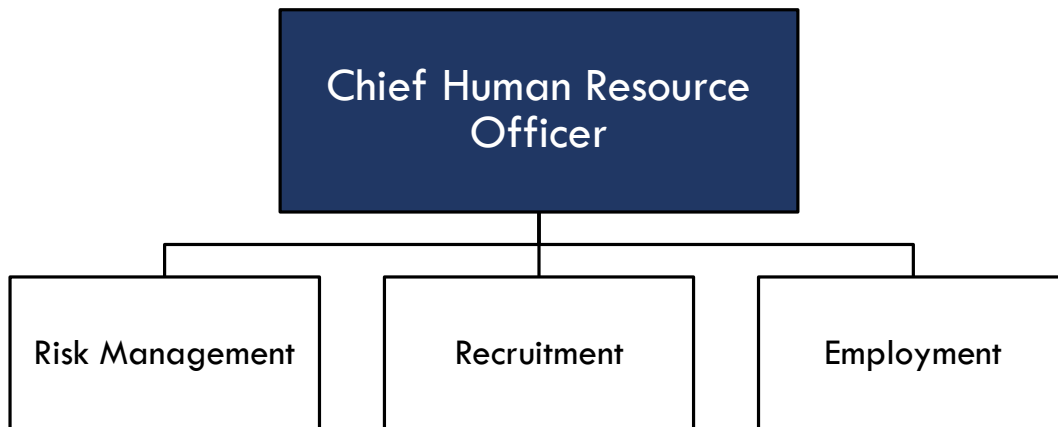 Chief Human Resource
Officer
Risk Management
Recruitment
Employment